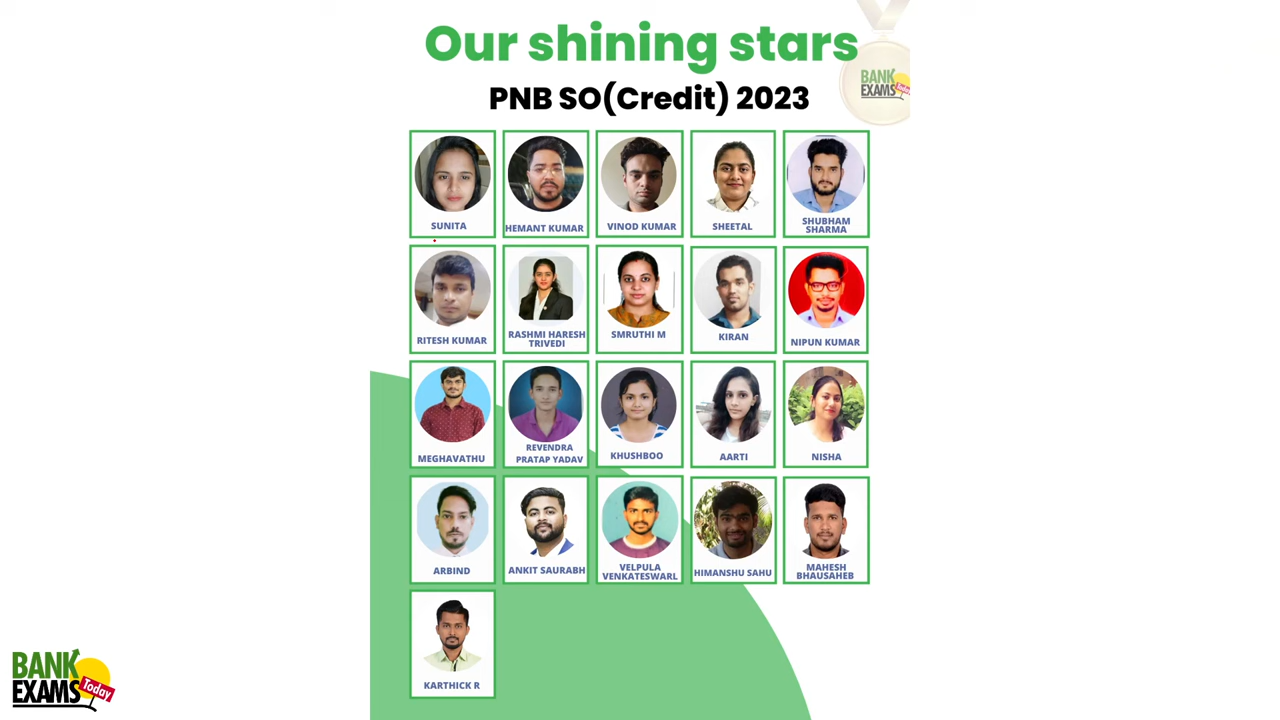 Our shining stars
BANK
EXAMS
Today
PNB SO(Credit) 2023
SUNITA
HEMANT KUMAR
VINOD KUMAR
SHEETAL
SHUBHAM
SHARMA
RITESH KUMAR
RASHMI HARESH
TRIVEDI
SMRUTHI M
KIRAN
NIPUN KUMAR
MEGHAVATHU
REVENDRA
PRATAP YADAV
KHUSHBOO
AARTI
NISHA
ARBIND
ANKIT SAURABH
VELPULA
VENKATESWARL
HIMANSHU SAHU
MAHESH
BHAUSAHEB
KARTHICK R
BANK
EXAMS
Today